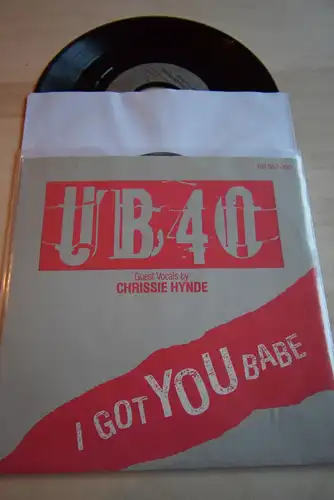 UB40
Guest Vocals by
CHRISSIE HYNDE
I GOT YOU BABE